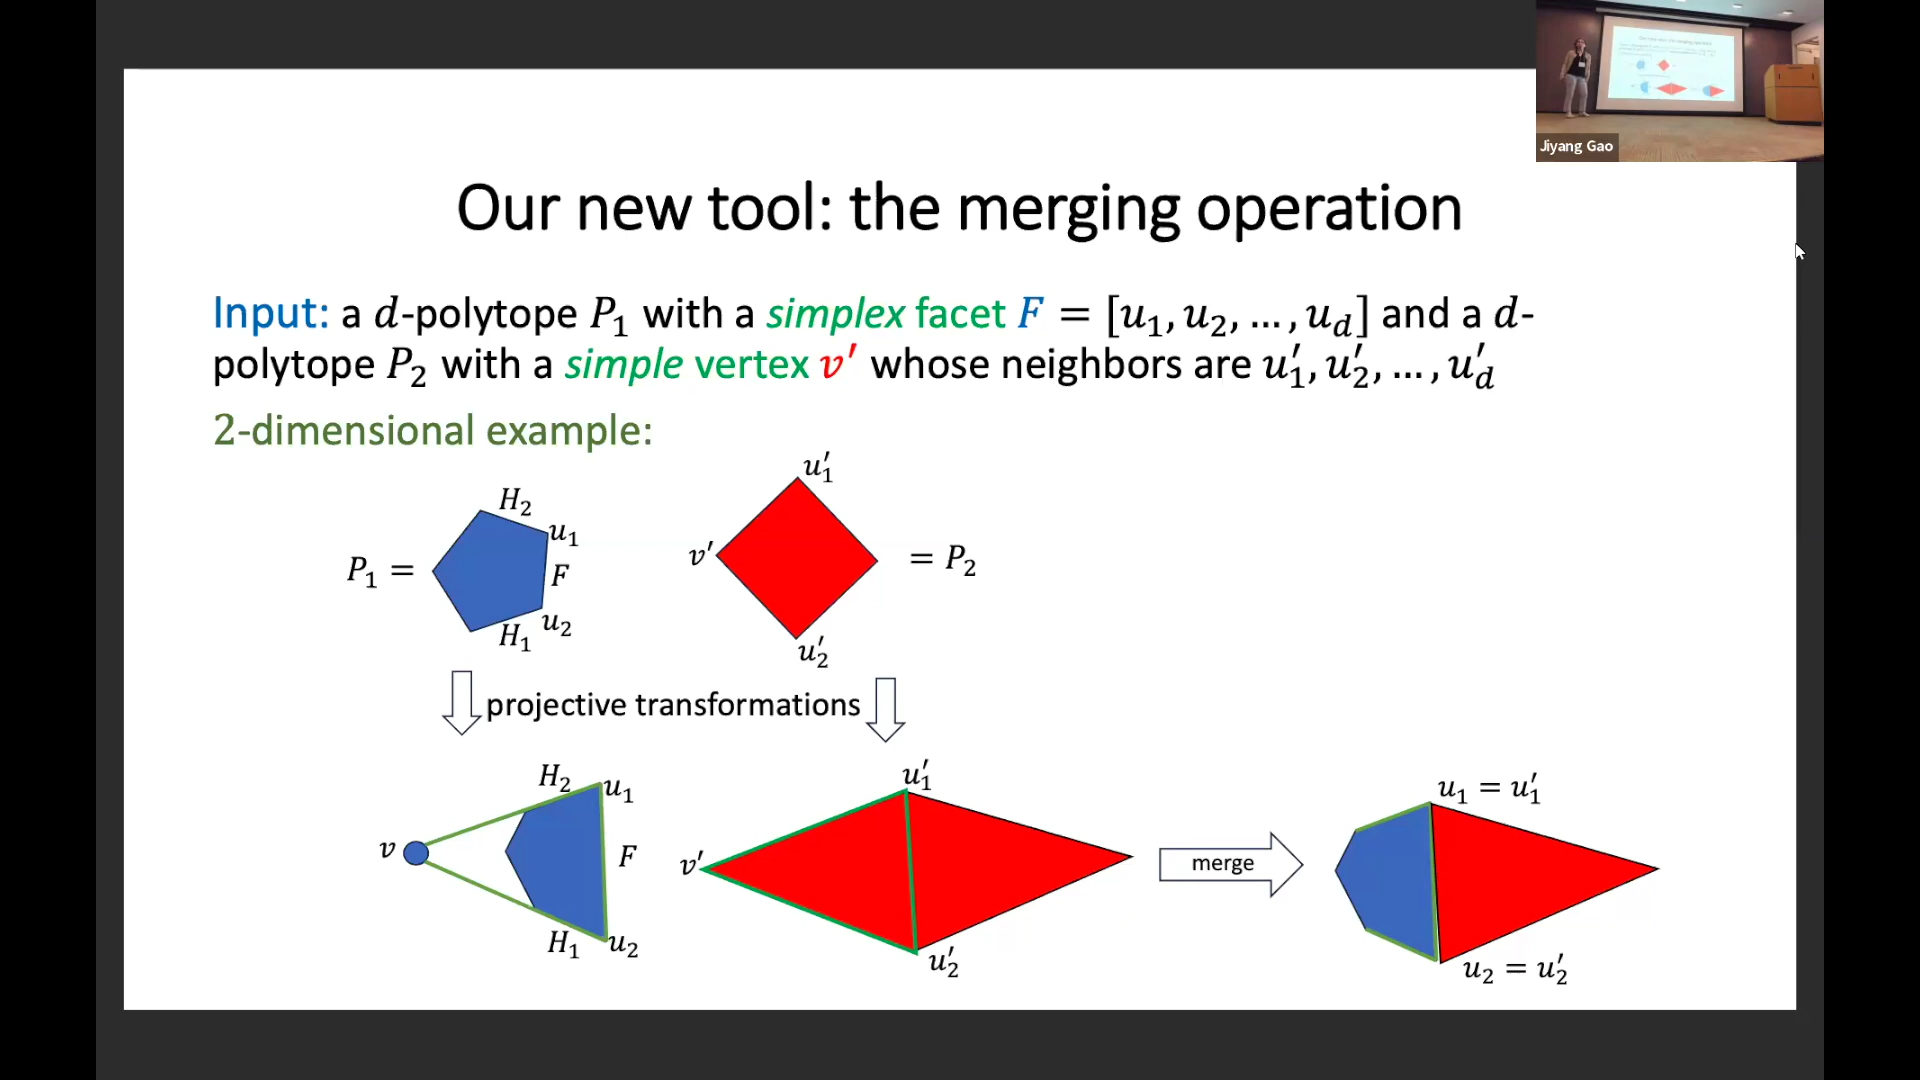 Jiyang Gao
Our new tool: the merging operation
Input: a d-polytope P₁ with a simplex facet F = [u₁, u₂, …, u_d] and a d-
polytope P₂ with a simple vertex v′ whose neighbors are u′₁, u′₂, …, u′_d
2-dimensional example:
H₂
u₁
P₁ =
F
u₂
H₁
u′₁
v′
= P₂
u′₂
projective transformations
H₂
u₁
v
F
H₁
u₂
u′₁
v′
u′₂
merge
u₁ = u′₁
u₂ = u′₂